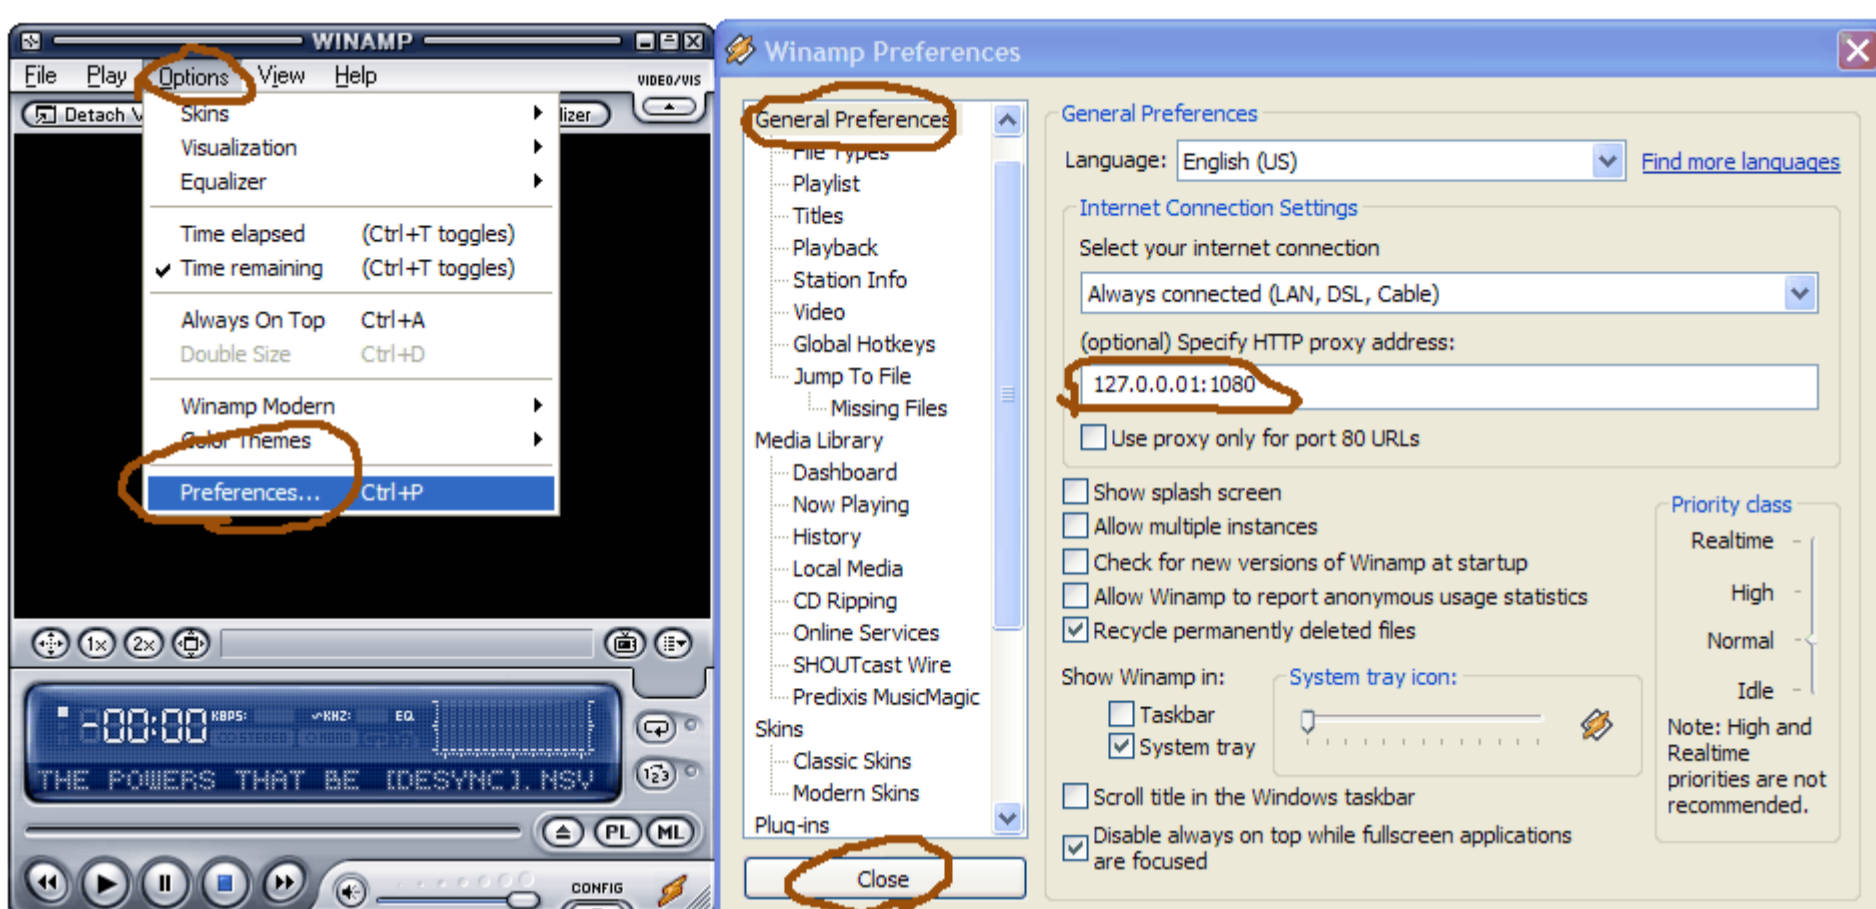 WINAMP
File Play Options View Help
VIDEO/VIS
Detach V
lizer
Skins
Visualization
Equalizer
Time elapsed (Ctrl+T toggles)
Time remaining (Ctrl+T toggles)
Always On Top Ctrl+A
Double Size Ctrl+D
Winamp Modern
Color Themes
Preferences... Ctrl+P
1x 2x
-00:00 KBPS: KHZ: EQ
THE POWERS THAT BE [DESYNC].NSV
123
PL ML
CONFIG
Winamp Preferences
General Preferences
File Types
Playlist
Titles
Playback
Station Info
Video
Global Hotkeys
Jump To File
Missing Files
Media Library
Dashboard
Now Playing
History
Local Media
CD Ripping
Online Services
SHOUTcast Wire
Predixis MusicMagic
Skins
Classic Skins
Modern Skins
Plug-ins
Close
General Preferences
Language: English (US) Find more languages
Internet Connection Settings
Select your internet connection
Always connected (LAN, DSL, Cable)
(optional) Specify HTTP proxy address:
127.0.0.01:1080
Use proxy only for port 80 URLs
Show splash screen
Allow multiple instances
Check for new versions of Winamp at startup
Allow Winamp to report anonymous usage statistics
Recycle permanently deleted files
Show Winamp in:
Taskbar
System tray
System tray icon:
Scroll title in the Windows taskbar
Disable always on top while fullscreen applications
are focused
Priority class
Realtime
High
Normal
Idle
Note: High and
Realtime
priorities are not
recommended.